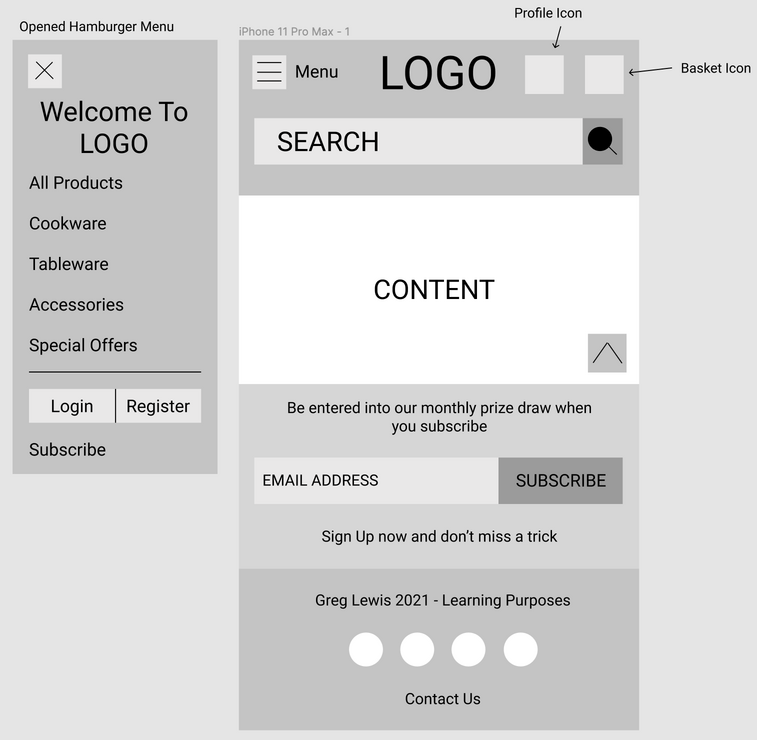 Opened Hamburger Menu
Welcome To
LOGO
All Products
Cookware
Tableware
Accessories
Special Offers
Login Register
Subscribe
Profile Icon
iPhone 11 Pro Max - 1
Menu LOGO
Basket Icon
SEARCH
CONTENT
Be entered into our monthly prize draw when
you subscribe
EMAIL ADDRESS SUBSCRIBE
Sign Up now and don’t miss a trick
Greg Lewis 2021 - Learning Purposes
Contact Us